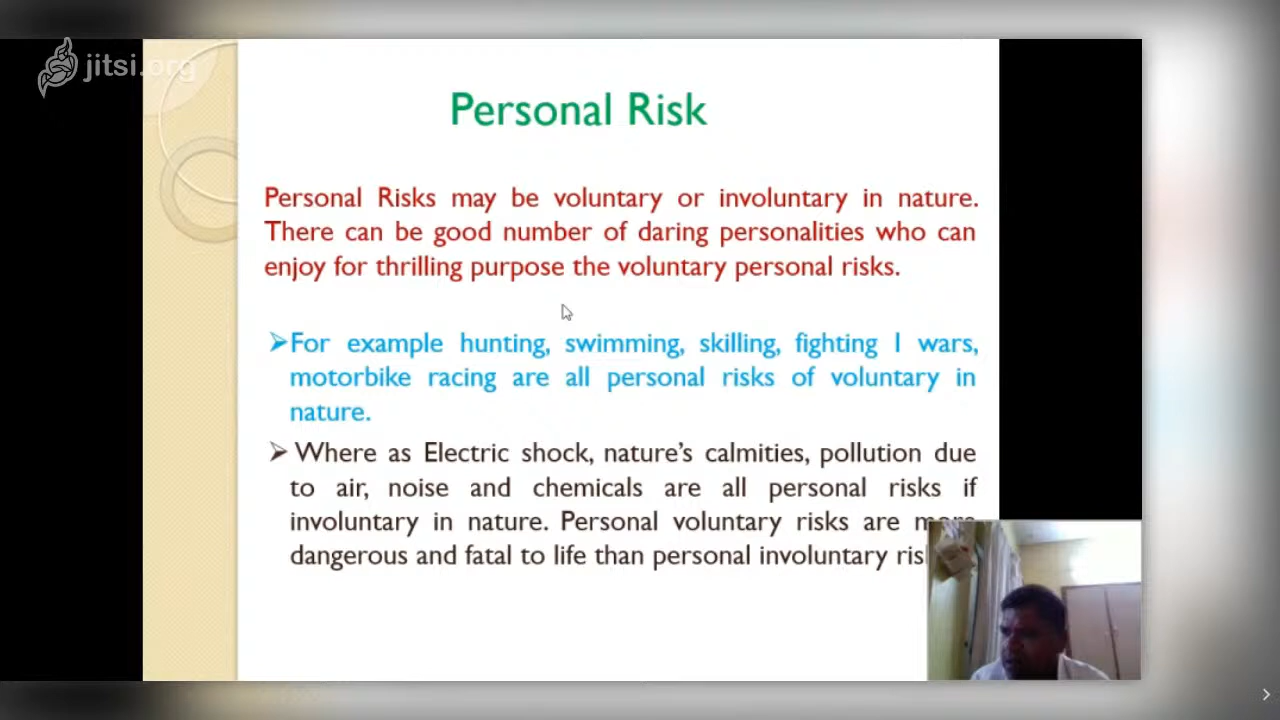 jitsi.org
Personal Risk
Personal Risks may be voluntary or involuntary in nature.
There can be good number of daring personalities who can
enjoy for thrilling purpose the voluntary personal risks.
➢For example hunting, swimming, skilling, fighting I wars,
motorbike racing are all personal risks of voluntary in
nature.
➢ Where as Electric shock, nature's calmities, pollution due
to air, noise and chemicals are all personal risks if
involuntary in nature. Personal voluntary risks are more
dangerous and fatal to life than personal involuntary